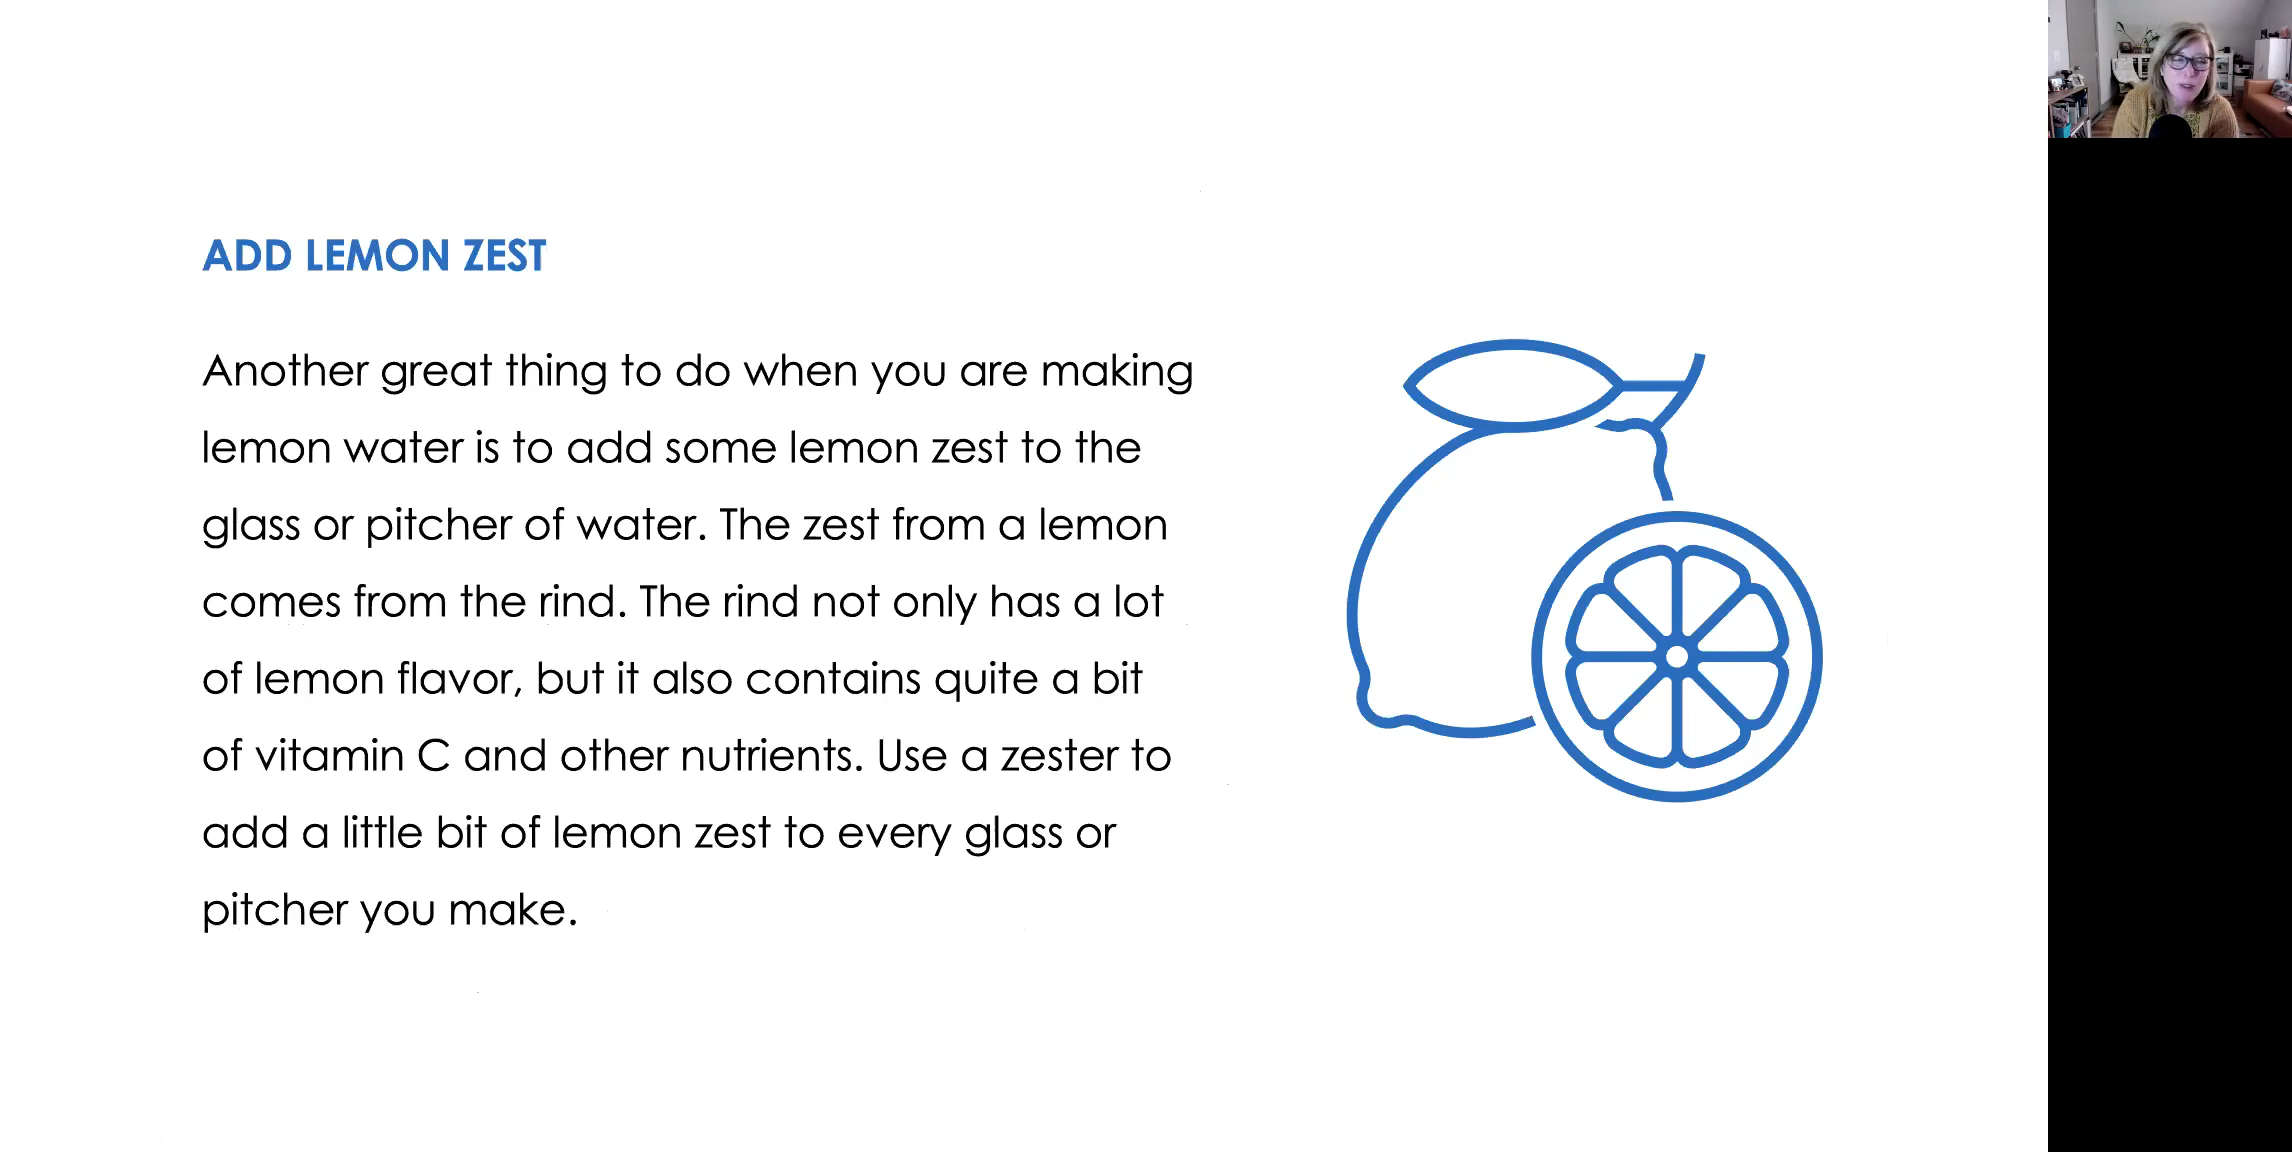 ADD LEMON ZEST
Another great thing to do when you are making
lemon water is to add some lemon zest to the
glass or pitcher of water. The zest from a lemon
comes from the rind. The rind not only has a lot
of lemon flavor, but it also contains quite a bit
of vitamin C and other nutrients. Use a zester to
add a little bit of lemon zest to every glass or
pitcher you make.